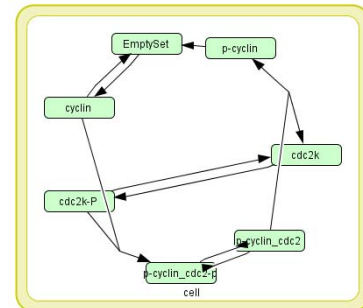 EmptySet
p-cyclin
cyclin
cdc2k
cdc2k-P
p-cyclin_cdc2
p-cyclin_cdc2-p
cell